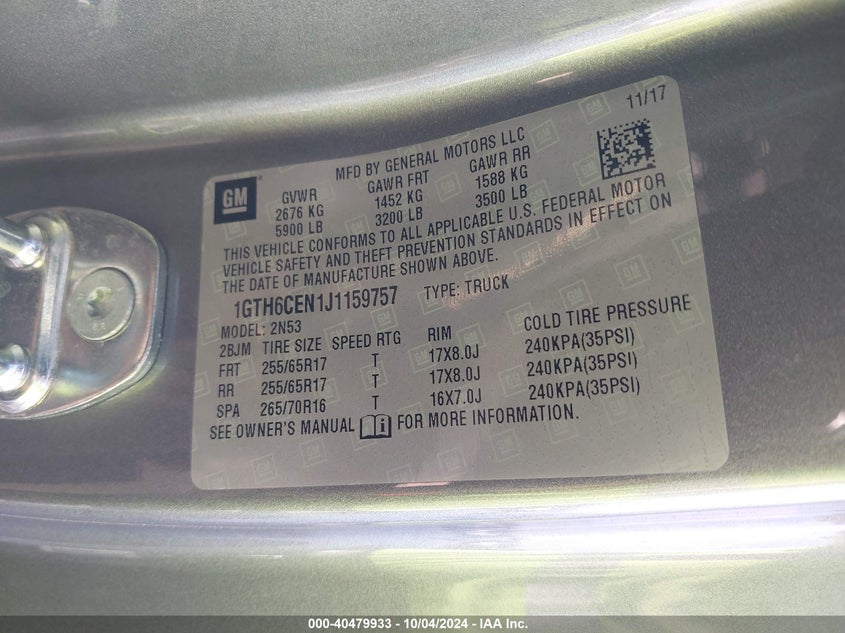 11/17
GM
MFD BY GENERAL MOTORS LLC
GVWR GAWR FRT GAWR RR
2676 KG 1452 KG 1588 KG
5900 LB 3200 LB 3500 LB
THIS VEHICLE CONFORMS TO ALL APPLICABLE U.S. FEDERAL MOTOR
VEHICLE SAFETY AND THEFT PREVENTION STANDARDS IN EFFECT ON
THE DATE OF MANUFACTURE SHOWN ABOVE.
1GTH6CEN1J1159757 TYPE: TRUCK
MODEL: 2N53
2BJM TIRE SIZE SPEED RTG RIM COLD TIRE PRESSURE
FRT 255/65R17 T 17X8.0J 240KPA(35PSI)
RR 255/65R17 T 17X8.0J 240KPA(35PSI)
SPA 265/70R16 T 16X7.0J 240KPA(35PSI)
SEE OWNER'S MANUAL FOR MORE INFORMATION.
000-40479933 - 10/04/2024 - IAA Inc.